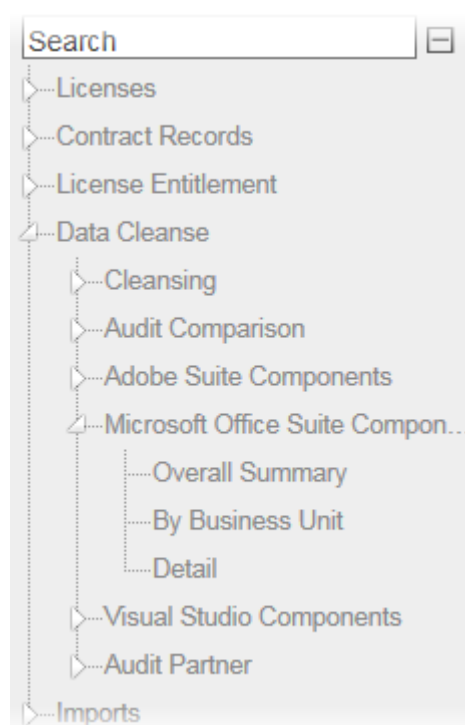 Search
Licenses
Contract Records
License Entitlement
Data Cleanse
Cleansing
Audit Comparison
Adobe Suite Components
Microsoft Office Suite Compon...
Overall Summary
By Business Unit
Detail
Visual Studio Components
Audit Partner
Imports